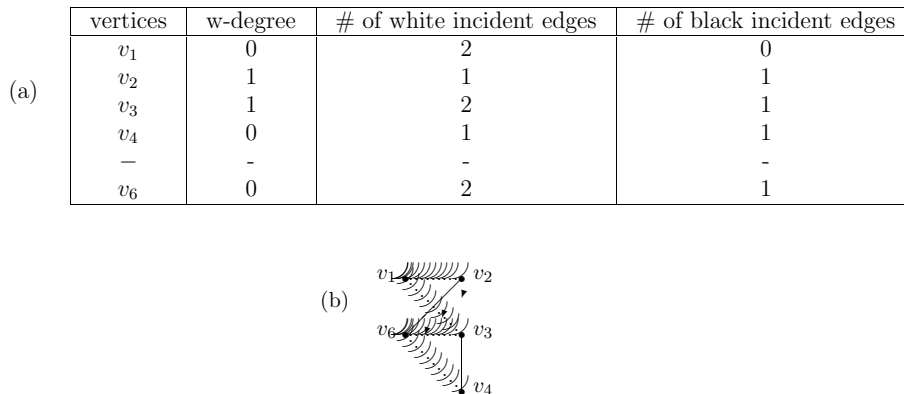 vertices w-degree # of white incident edges # of black incident edges
v₁ 0 2 0
v₂ 1 1 1
(a)
v₃ 1 2 1
v₄ 0 1 1
− - - -
v₆ 0 2 1
v₁ v₂
(b)
v₆ v₃
v₄